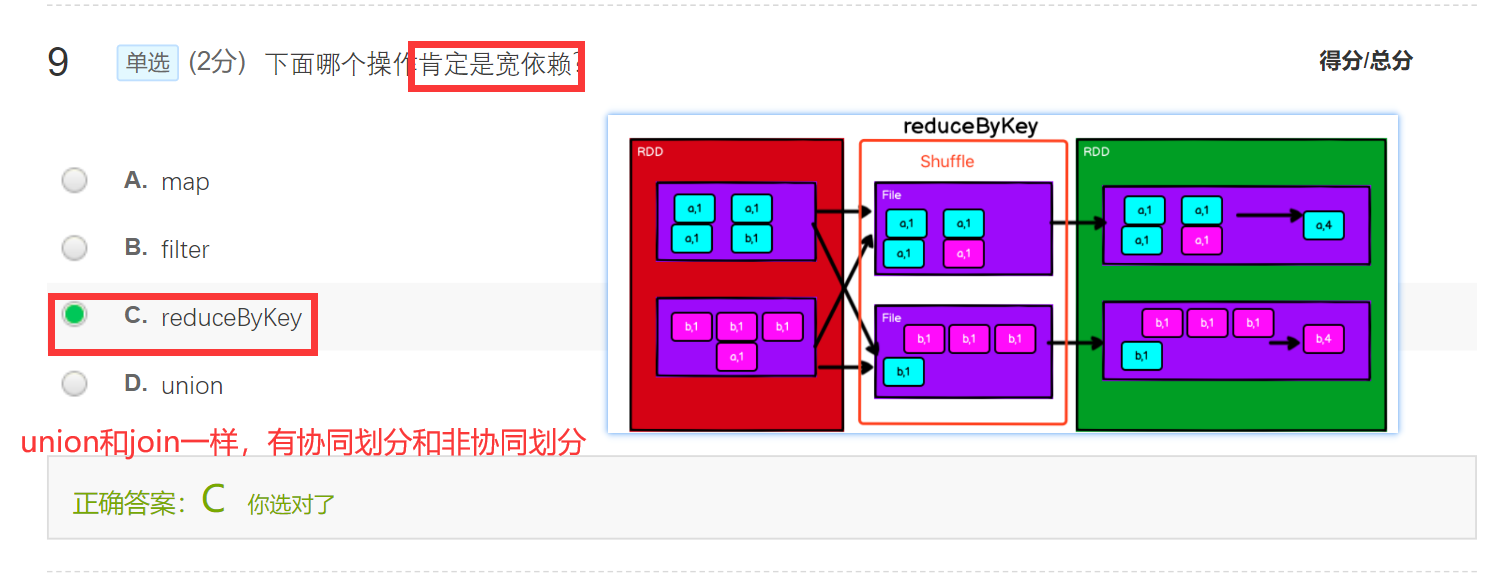 9 单选 (2分) 下面哪个操作肯定是宽依赖? 得分/总分
reduceByKey
RDD
Shuffle
RDD
File
a,1 a,1
a,1 b,1
a,1 a,1
a,1 a,1
a,1 a,1
a,1 a,1
a,4
b,1 b,1 b,1
a,1
File
b,1 b,1 b,1
b,1
b,1 b,1 b,1
b,1
b,4
A. map
B. filter
C. reduceByKey
D. union
union和join一样，有协同划分和非协同划分
正确答案：C 你选对了